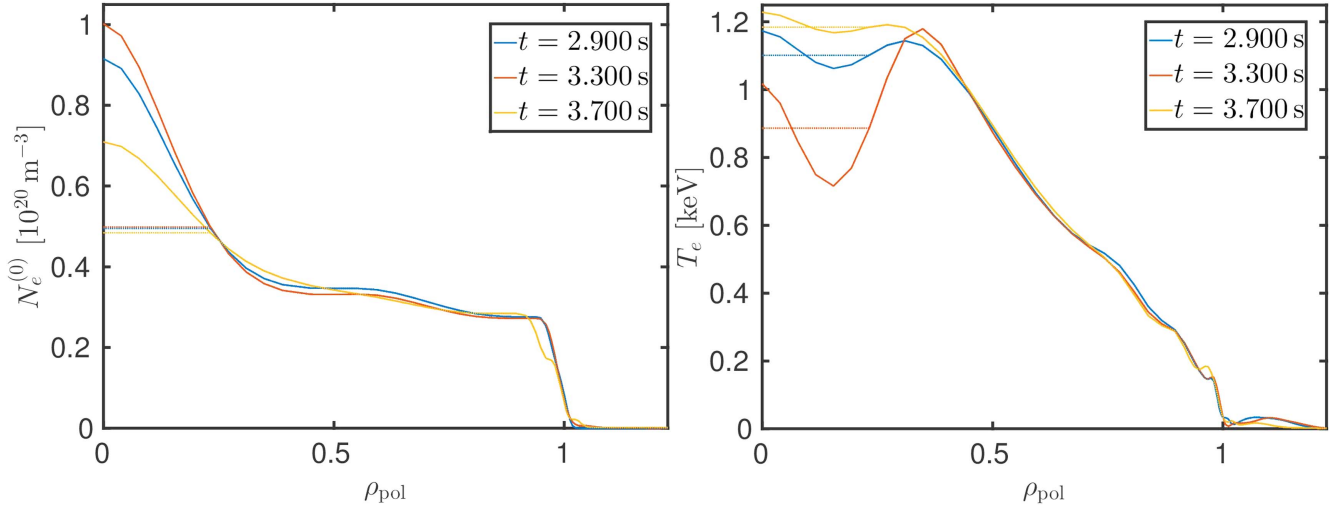 1
0.8
0.6
0.4
0.2
0
0 0.5 1
N_e^{(0)} [10^{20} m^{-3}]
ρ_pol
t = 2.900 s
t = 3.300 s
t = 3.700 s
1.2
1
0.8
0.6
0.4
0.2
0
0 0.5 1
T_e [keV]
ρ_pol
t = 2.900 s
t = 3.300 s
t = 3.700 s